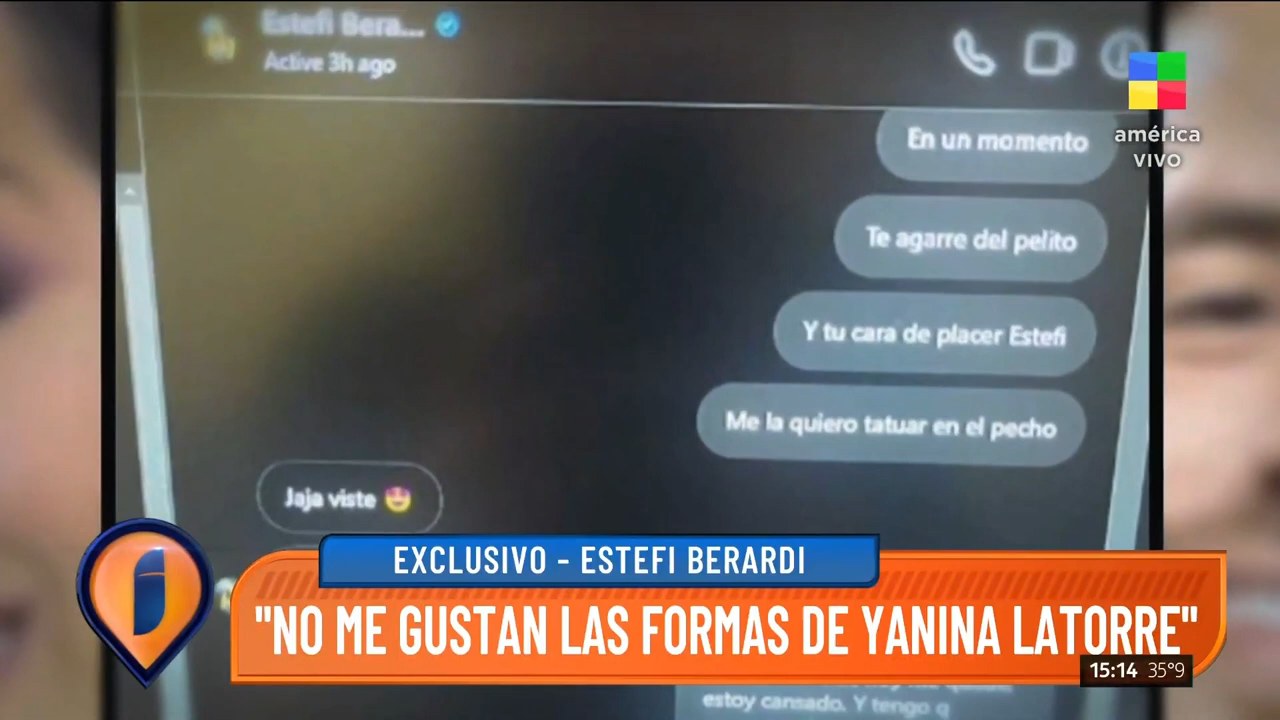 Estefi Bera...
Active 3h ago
américa
VIVO
En un momento
Te agarre del pelito
Y tu cara de placer Estefi
Me la quiero tatuar en el pecho
Jaja viste 🤩
EXCLUSIVO - ESTEFI BERARDI
"NO ME GUSTAN LAS FORMAS DE YANINA LATORRE"
15:14 35°9
estoy cansado. Y tengo q